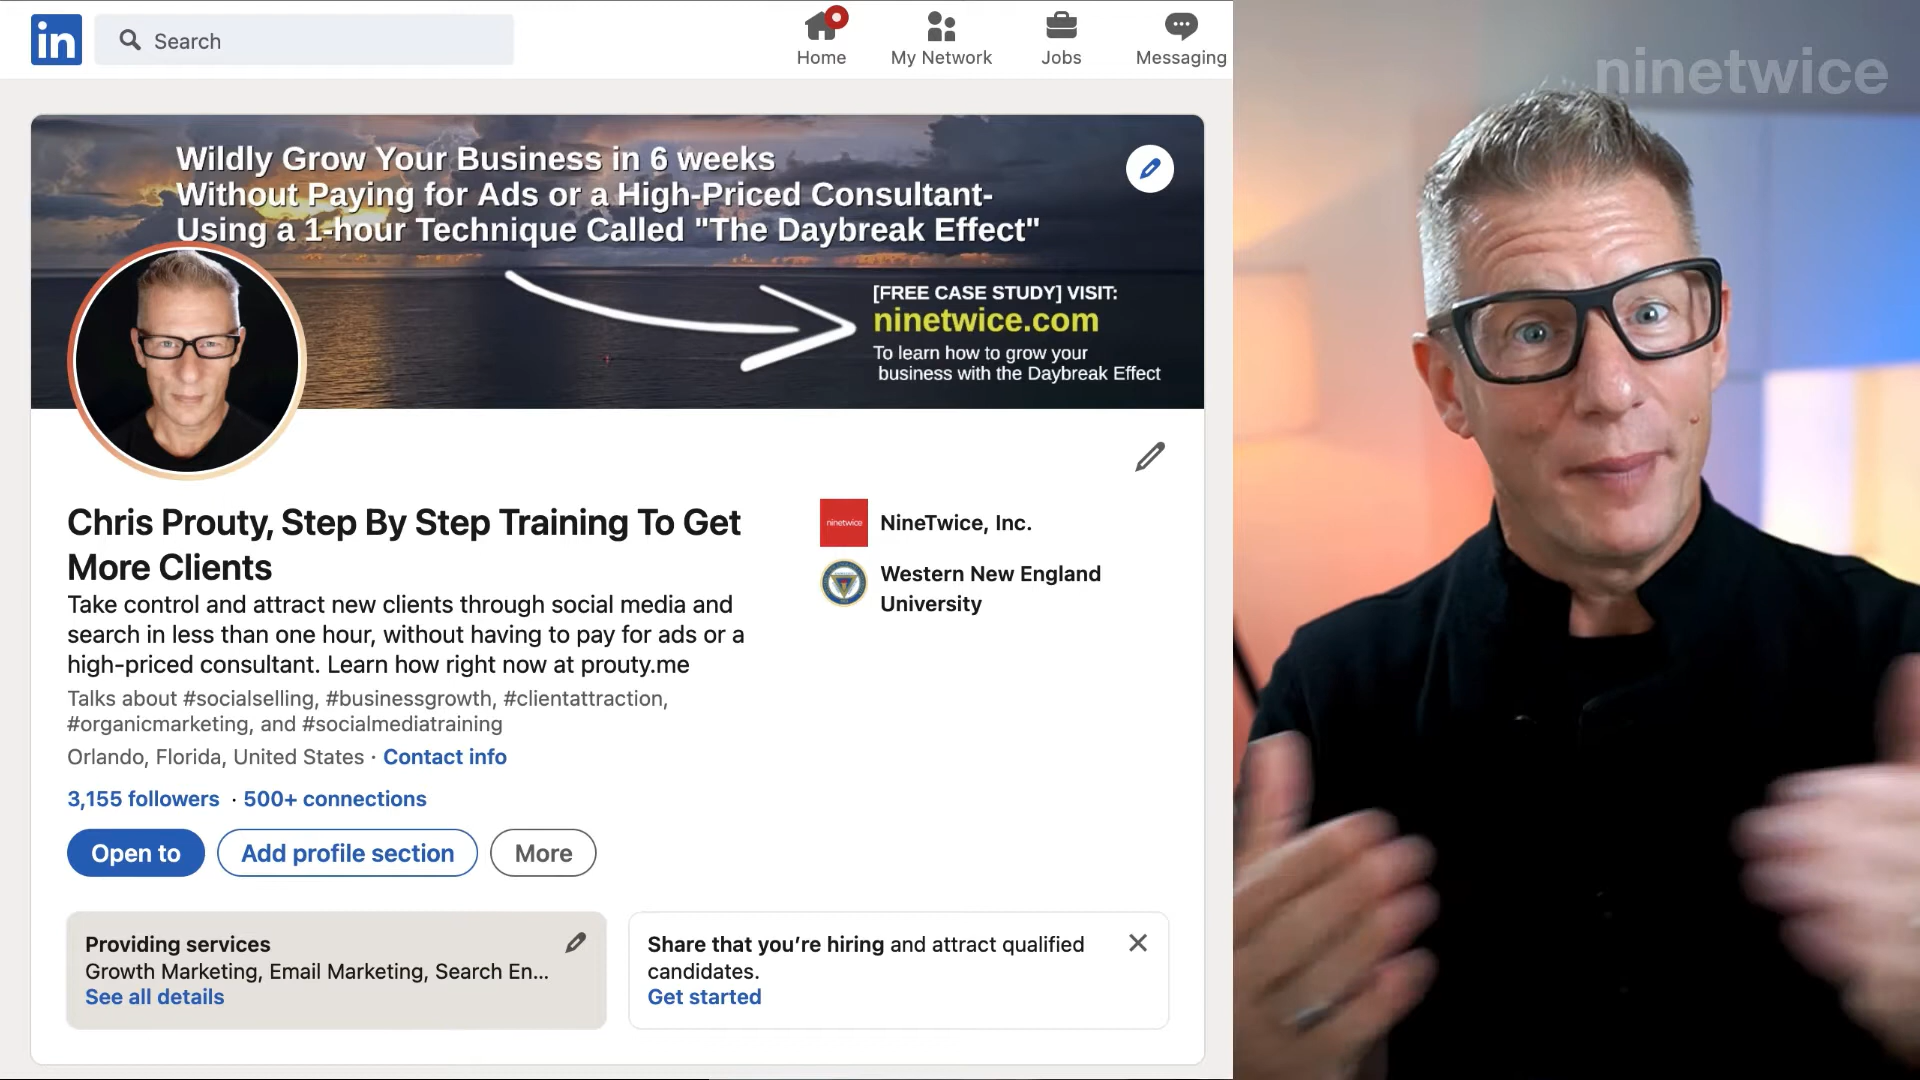 in
Search
Home
My Network
Jobs
Messaging
ninetwice
Wildly Grow Your Business in 6 weeks
Without Paying for Ads or a High-Priced Consultant-
Using a 1-hour Technique Called "The Daybreak Effect"
[FREE CASE STUDY] VISIT:
ninetwice.com
To learn how to grow your
business with the Daybreak Effect
Chris Prouty, Step By Step Training To Get
More Clients
Take control and attract new clients through social media and
search in less than one hour, without having to pay for ads or a
high-priced consultant. Learn how right now at prouty.me
Talks about #socialselling, #businessgrowth, #clientattraction,
#organicmarketing, and #socialmediatraining
Orlando, Florida, United States · Contact info
3,155 followers · 500+ connections
Open to
Add profile section
More
ninetwice
NineTwice, Inc.
Western New England
University
Providing services
Growth Marketing, Email Marketing, Search En...
See all details
Share that you're hiring and attract qualified
candidates.
Get started